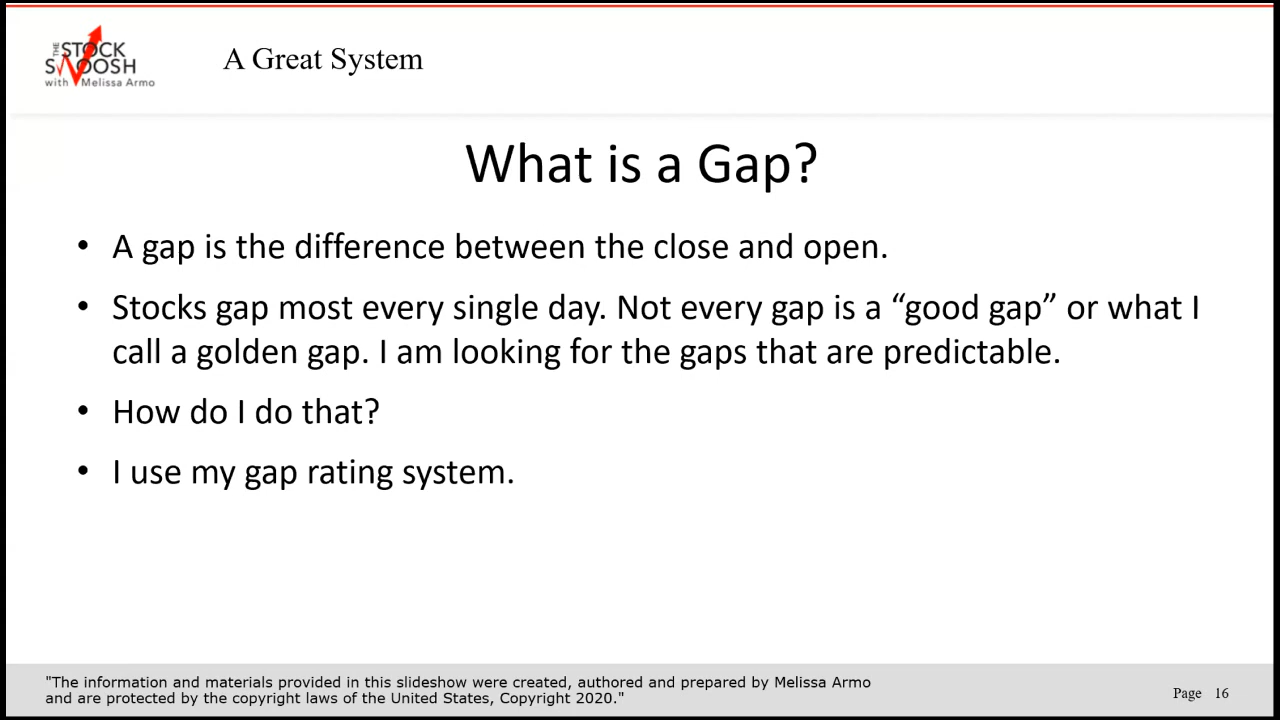 THE STOCK
SWOOSH
with Melissa Armo
A Great System
What is a Gap?
• A gap is the difference between the close and open.
• Stocks gap most every single day. Not every gap is a “good gap” or what I
call a golden gap. I am looking for the gaps that are predictable.
• How do I do that?
• I use my gap rating system.
"The information and materials provided in this slideshow were created, authored and prepared by Melissa Armo
and are protected by the copyright laws of the United States, Copyright 2020."
Page 16